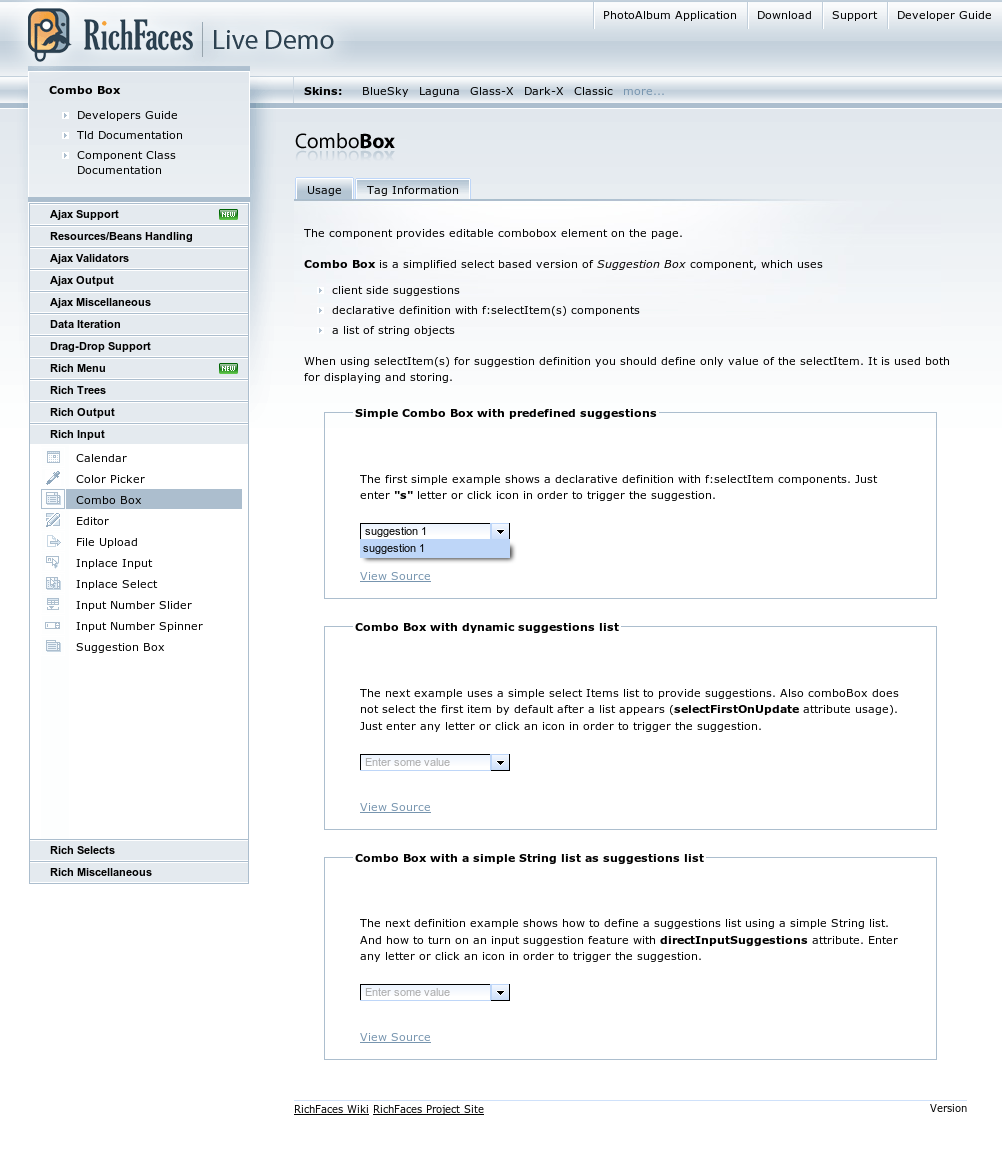 PhotoAlbum Application Download Support Developer Guide
RichFaces Live Demo
Skins: BlueSky Laguna Glass-X Dark-X Classic more...
Combo Box
Developers Guide
Tld Documentation
Component Class
Documentation
Ajax Support NEW
Resources/Beans Handling
Ajax Validators
Ajax Output
Ajax Miscellaneous
Data Iteration
Drag-Drop Support
Rich Menu NEW
Rich Trees
Rich Output
Rich Input
Calendar
Color Picker
Combo Box
Editor
File Upload
Inplace Input
Inplace Select
Input Number Slider
Input Number Spinner
Suggestion Box
Rich Selects
Rich Miscellaneous
ComboBox
Usage Tag Information
The component provides editable combobox element on the page.
Combo Box is a simplified select based version of Suggestion Box component, which uses
client side suggestions
declarative definition with f:selectItem(s) components
a list of string objects
When using selectItem(s) for suggestion definition you should define only value of the selectItem. It is used both
for displaying and storing.
Simple Combo Box with predefined suggestions
The first simple example shows a declarative definition with f:selectItem components. Just
enter "s" letter or click icon in order to trigger the suggestion.
suggestion 1
suggestion 1
View Source
Combo Box with dynamic suggestions list
The next example uses a simple select Items list to provide suggestions. Also comboBox does
not select the first item by default after a list appears (selectFirstOnUpdate attribute usage).
Just enter any letter or click an icon in order to trigger the suggestion.
Enter some value
View Source
Combo Box with a simple String list as suggestions list
The next definition example shows how to define a suggestions list using a simple String list.
And how to turn on an input suggestion feature with directInputSuggestions attribute. Enter
any letter or click an icon in order to trigger the suggestion.
Enter some value
View Source
RichFaces Wiki RichFaces Project Site Version